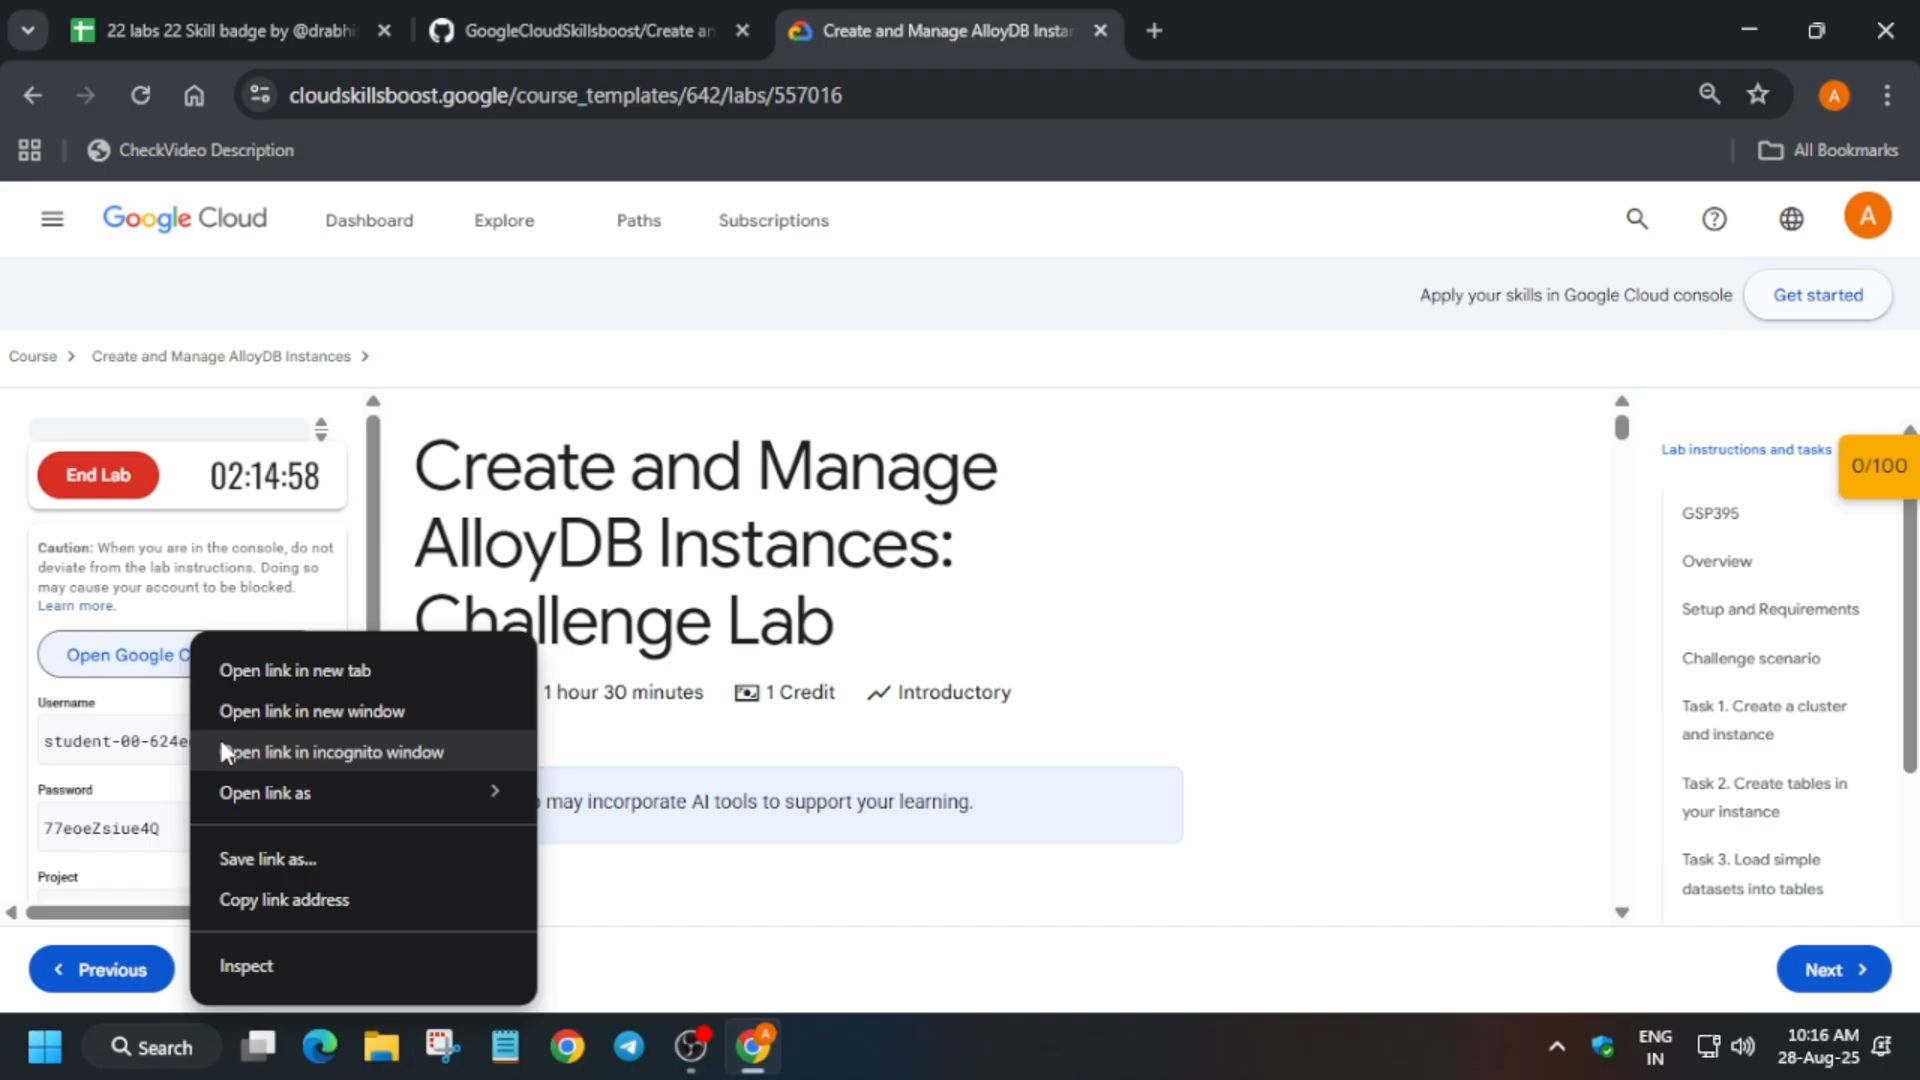 22 labs 22 Skill badge by @drabhi
GoogleCloudSkillsboost/Create an
Create and Manage AlloyDB Instan
cloudskillsboost.google/course_templates/642/labs/557016
A
CheckVideo Description
All Bookmarks
Google Cloud
Dashboard
Explore
Paths
Subscriptions
A
Apply your skills in Google Cloud console
Get started
Course
Create and Manage AlloyDB Instances
End Lab
02:14:58
Caution: When you are in the console, do not
deviate from the lab instructions. Doing so
may cause your account to be blocked.
Learn more.
Open Google C
Username
student-00-624e
Password
77eoeZsiue4Q
Project
Open link in new tab
Open link in new window
Open link in incognito window
Open link as
Save link as...
Copy link address
Inspect
Create and Manage
AlloyDB Instances:
Challenge Lab
1 hour 30 minutes
1 Credit
Introductory
may incorporate AI tools to support your learning.
Lab instructions and tasks
0/100
GSP395
Overview
Setup and Requirements
Challenge scenario
Task 1. Create a cluster
and instance
Task 2. Create tables in
your instance
Task 3. Load simple
datasets into tables
Previous
Next
Search
A
ENG
IN
10:16 AM
28-Aug-25